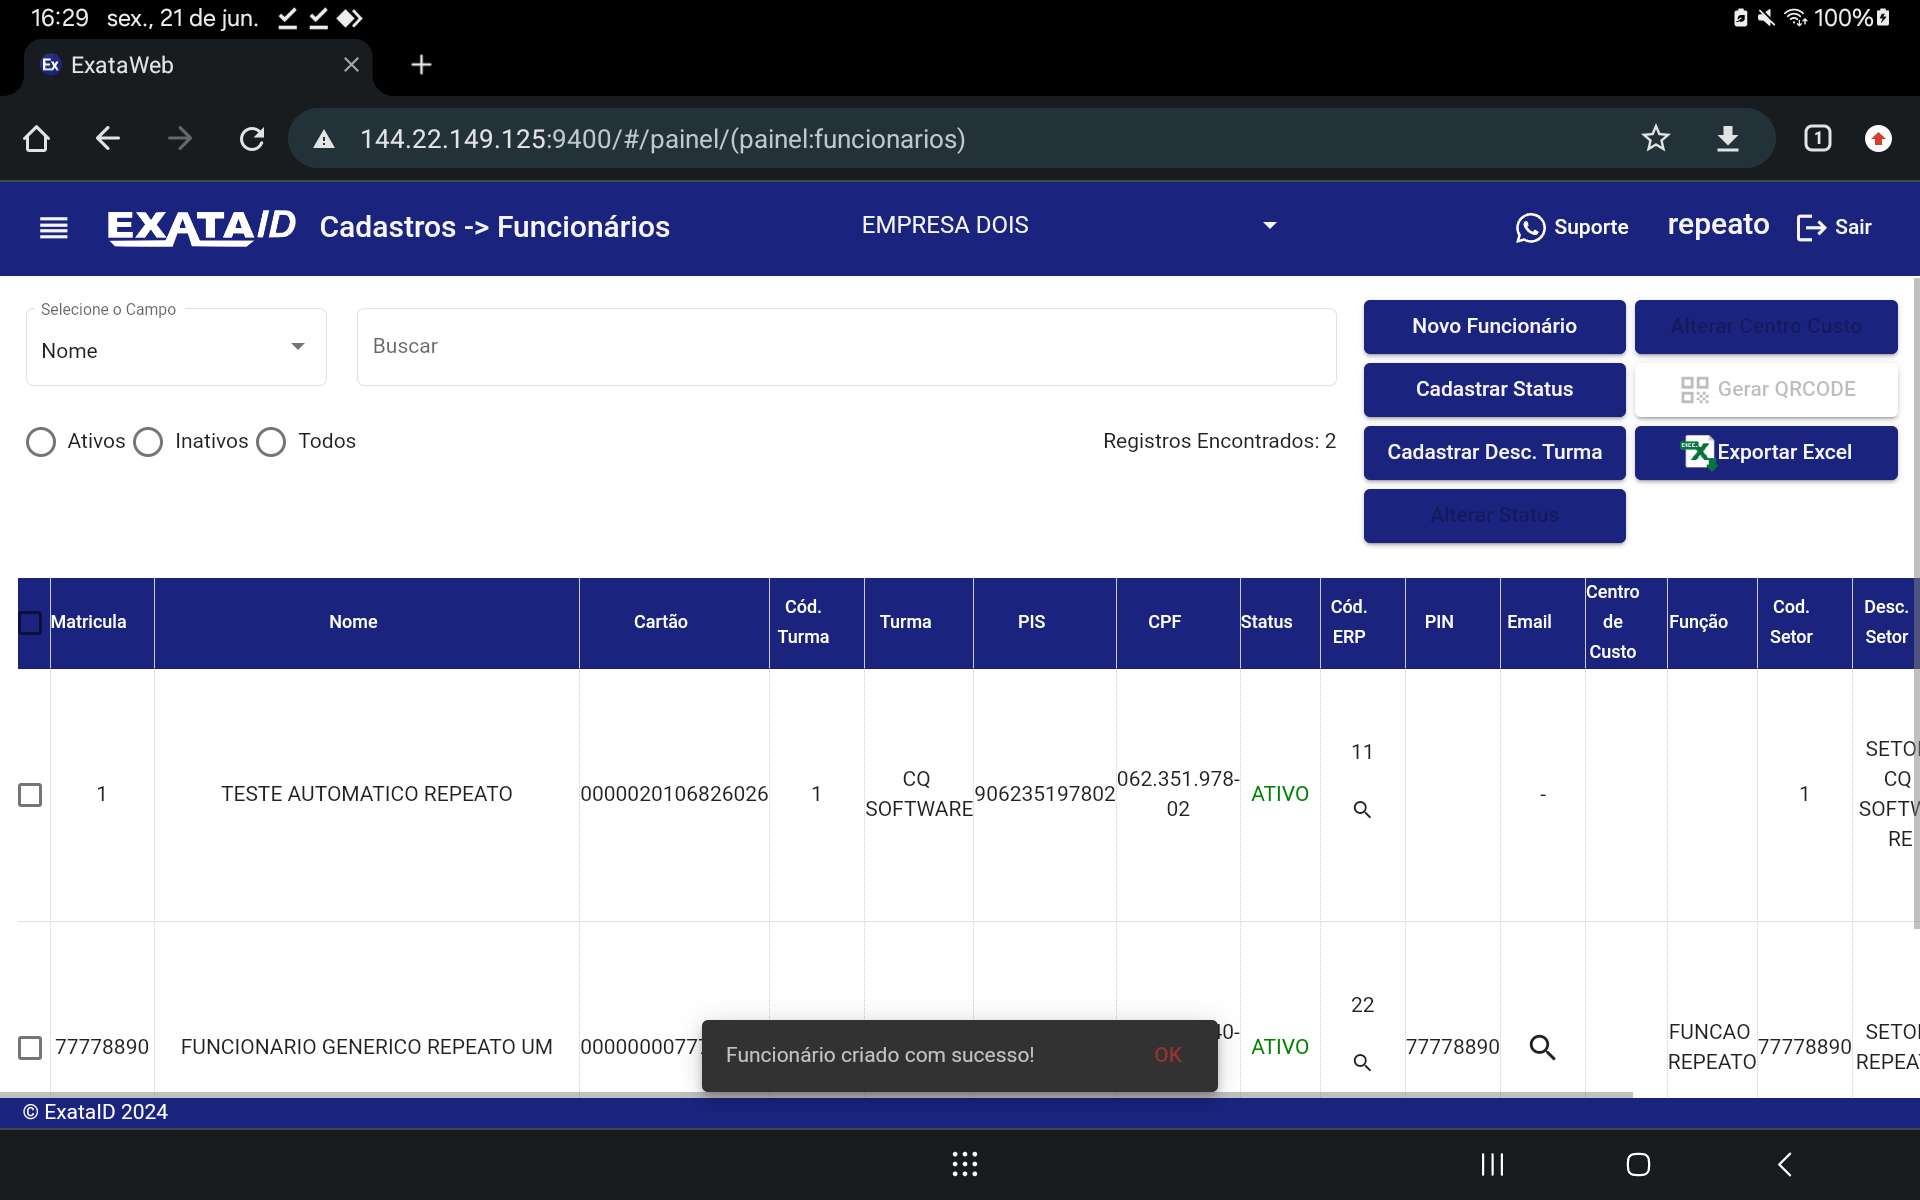 16:29 sex., 21 de jun. 100%
Ex ExataWeb
144.22.149.125:9400/#/painel/(painel:funcionarios)
1
EXATAID Cadastros -> Funcionários EMPRESA DOIS Suporte repeato Sair
Selecione o Campo
Nome
Buscar
Novo Funcionário Alterar Centro Custo
Cadastrar Status Gerar QRCODE
Ativos Inativos Todos Registros Encontrados: 2
Cadastrar Desc. Turma Exportar Excel
Alterar Status
Matricula Nome Cartão Cód. Turma Turma PIS CPF Status Cód. ERP PIN Email Centro de Custo Função Cod. Setor Desc. Setor
1 TESTE AUTOMATICO REPEATO 0000020106826026 1 CQ SOFTWARE 906235197802 062.351.978-02 ATIVO 11 - 1 SETO CQ SOFTW RE
77778890 FUNCIONARIO GENERICO REPEATO UM 00000000777 40- ATIVO 22 77778890 FUNCAO REPEATO 77778890 SETO REPEA
Funcionário criado com sucesso! OK
© ExataID 2024